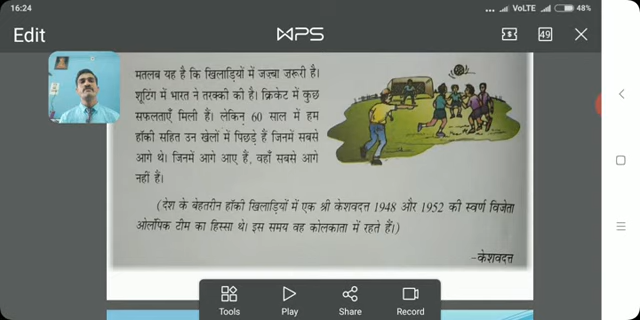 16:24
VoLTE
48%
Edit
WPS
49
मतलब यह है कि खिलाड़ियों में जज़्बा ज़रूरी है।
शूटिंग में भारत ने तरक्की की है। क्रिकेट में कुछ
सफलताएँ मिली हैं। लेकिन 60 साल में हम
हॉकी सहित उन खेलों में पिछड़े हैं जिनमें सबसे
आगे थे। जिनमें आगे आए हैं, वहाँ सबसे आगे
नहीं हैं।
(देश के बेहतरीन हॉकी खिलाड़ियों में एक श्री केशवदत्त 1948 और 1952 की स्वर्ण विजेता
ओलंपिक टीम का हिस्सा थे। इस समय वह कोलकाता में रहते हैं।)
-केशवदत्त
Tools
Play
Share
Record